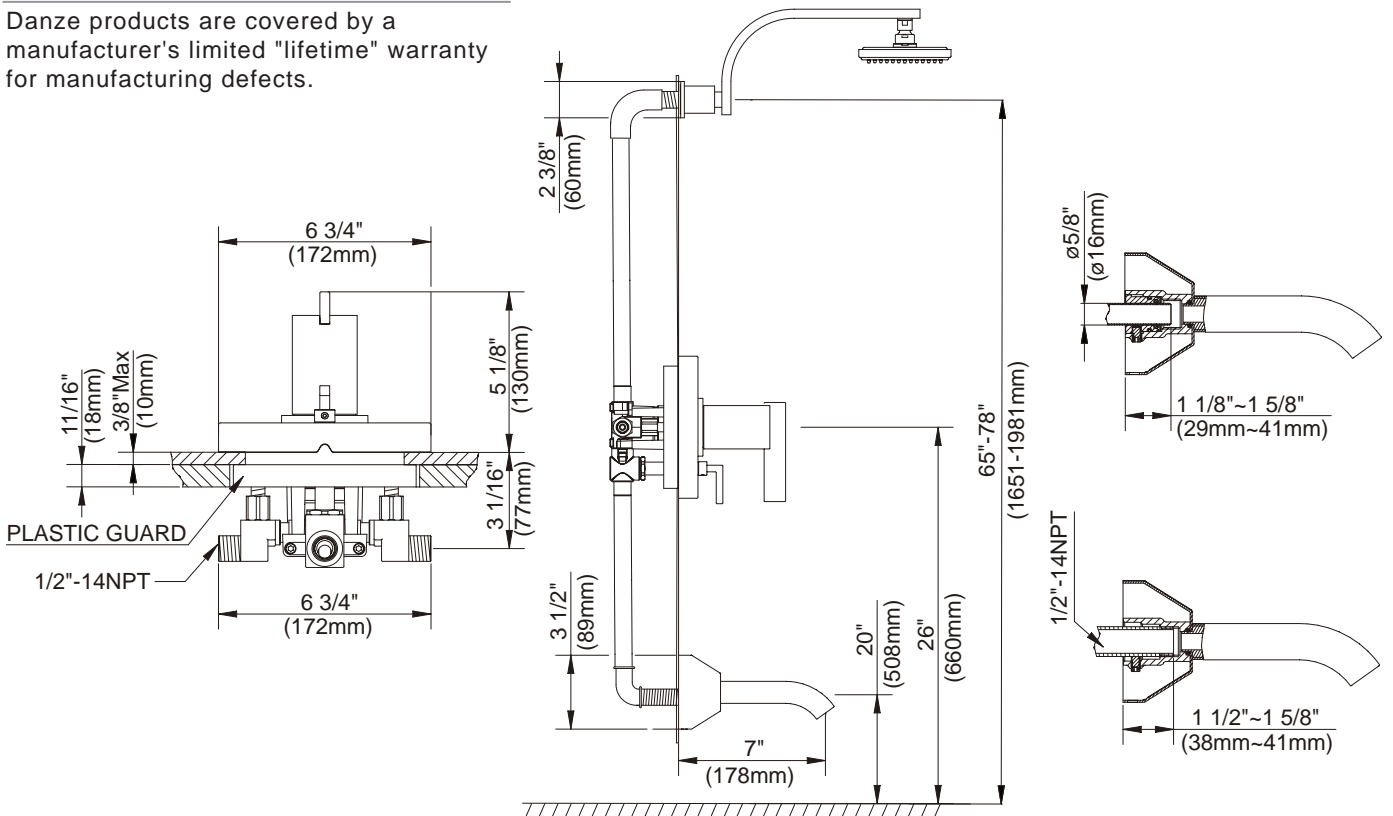 Danze products are covered by a
manufacturer's limited "lifetime" warranty
for manufacturing defects.
2 3/8"
(60mm)
6 3/4"
(172mm)
11/16"
(18mm)
3/8"Max
(10mm)
5 1/8"
(130mm)
3 1/16"
(77mm)
PLASTIC GUARD
1/2"-14NPT
6 3/4"
(172mm)
3 1/2"
(89mm)
7"
(178mm)
20"
(508mm)
26"
(660mm)
65"-78"
(1651-1981mm)
ø5/8"
(ø16mm)
1 1/8"~1 5/8"
(29mm~41mm)
1/2"-14NPT
1 1/2"~1 5/8"
(38mm~41mm)